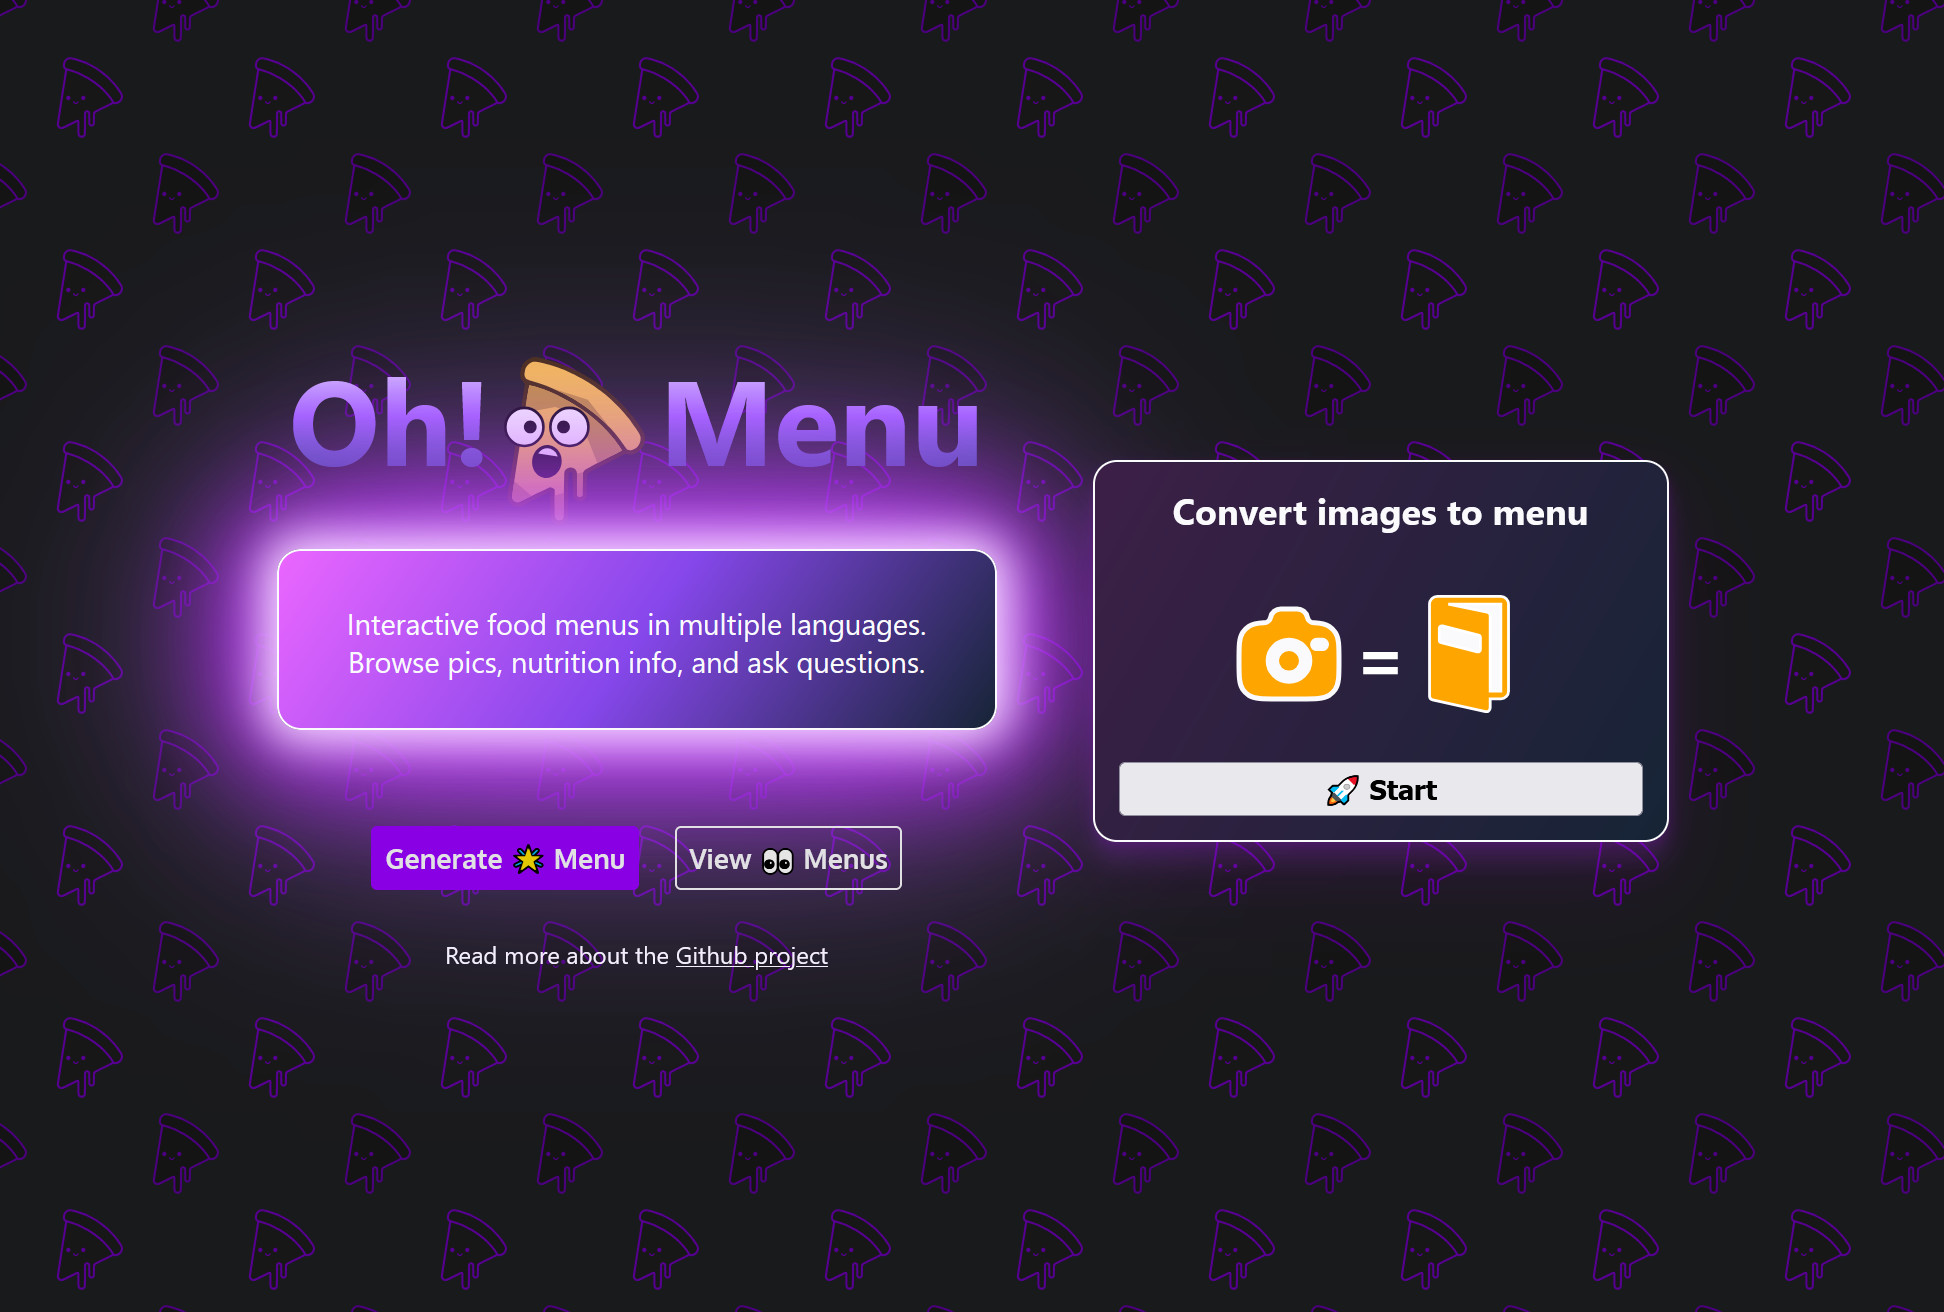 Oh! Menu
Interactive food menus in multiple languages.
Browse pics, nutrition info, and ask questions.
Generate 🌟 Menu
View 👀 Menus
Read more about the Github project
Convert images to menu
=
🚀 Start